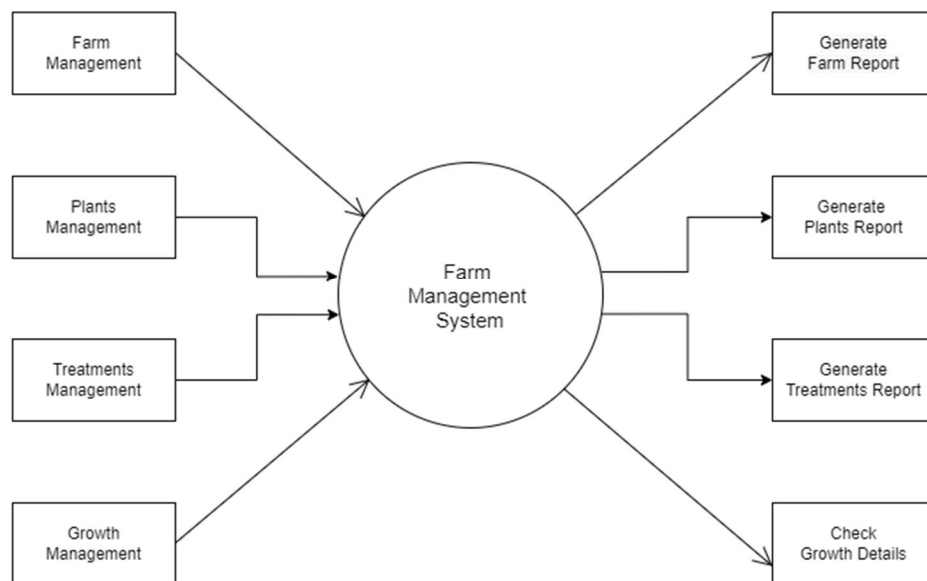 Farm
Management
Generate
Farm Report
Plants
Management
Generate
Plants Report
Farm
Management
System
Treatments
Management
Generate
Treatments Report
Growth
Management
Check
Growth Details